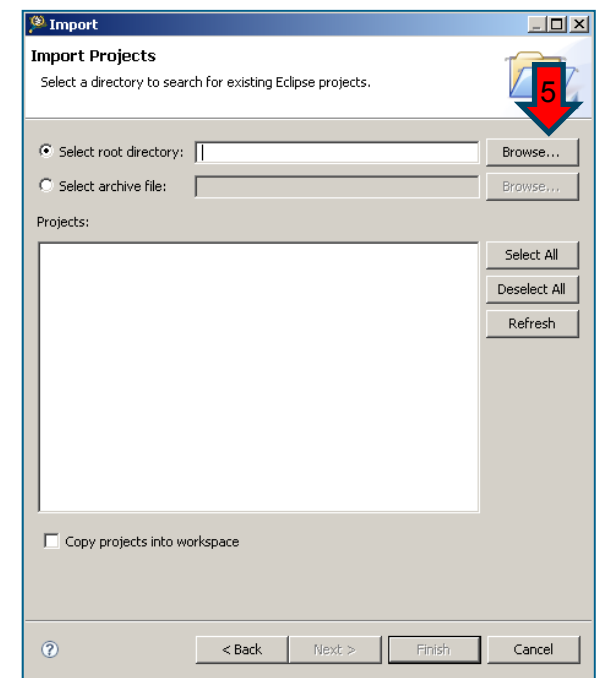 Import
Import Projects
Select a directory to search for existing Eclipse projects.
5
Select root directory:
Browse...
Select archive file:
Browse...
Projects:
Select All
Deselect All
Refresh
Copy projects into workspace
?
< Back
Next >
Finish
Cancel